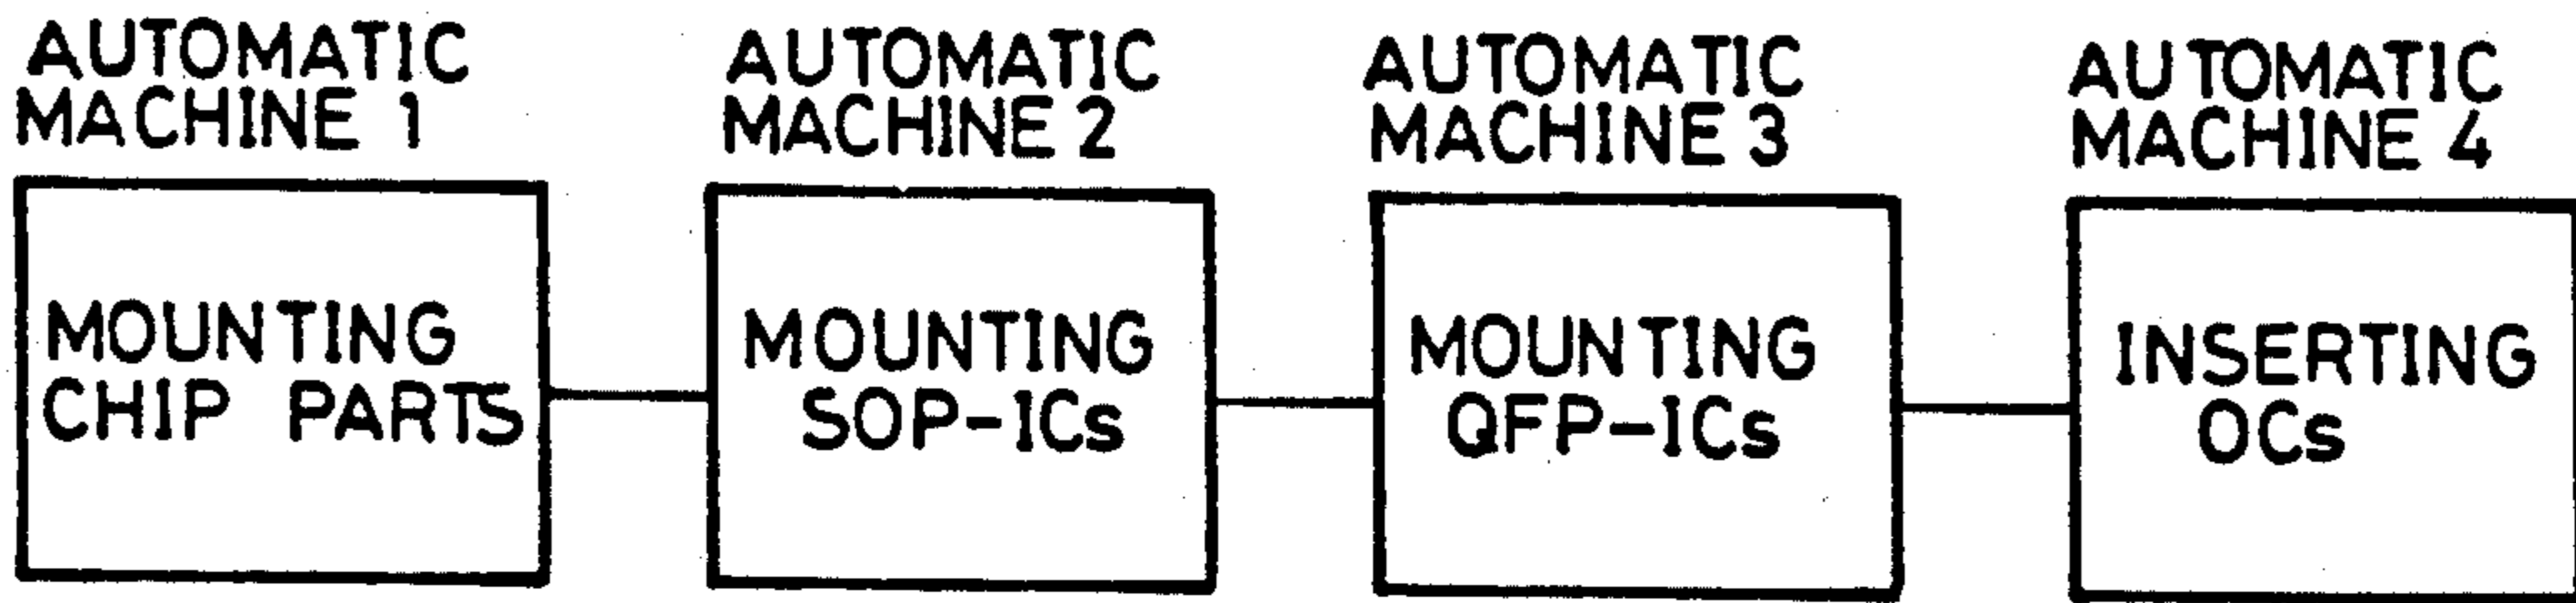 AUTOMATIC
MACHINE 1
AUTOMATIC
MACHINE 2
AUTOMATIC
MACHINE 3
AUTOMATIC
MACHINE 4
MOUNTING
CHIP PARTS
MOUNTING
SOP-ICs
MOUNTING
QFP-ICs
INSERTING
OCs